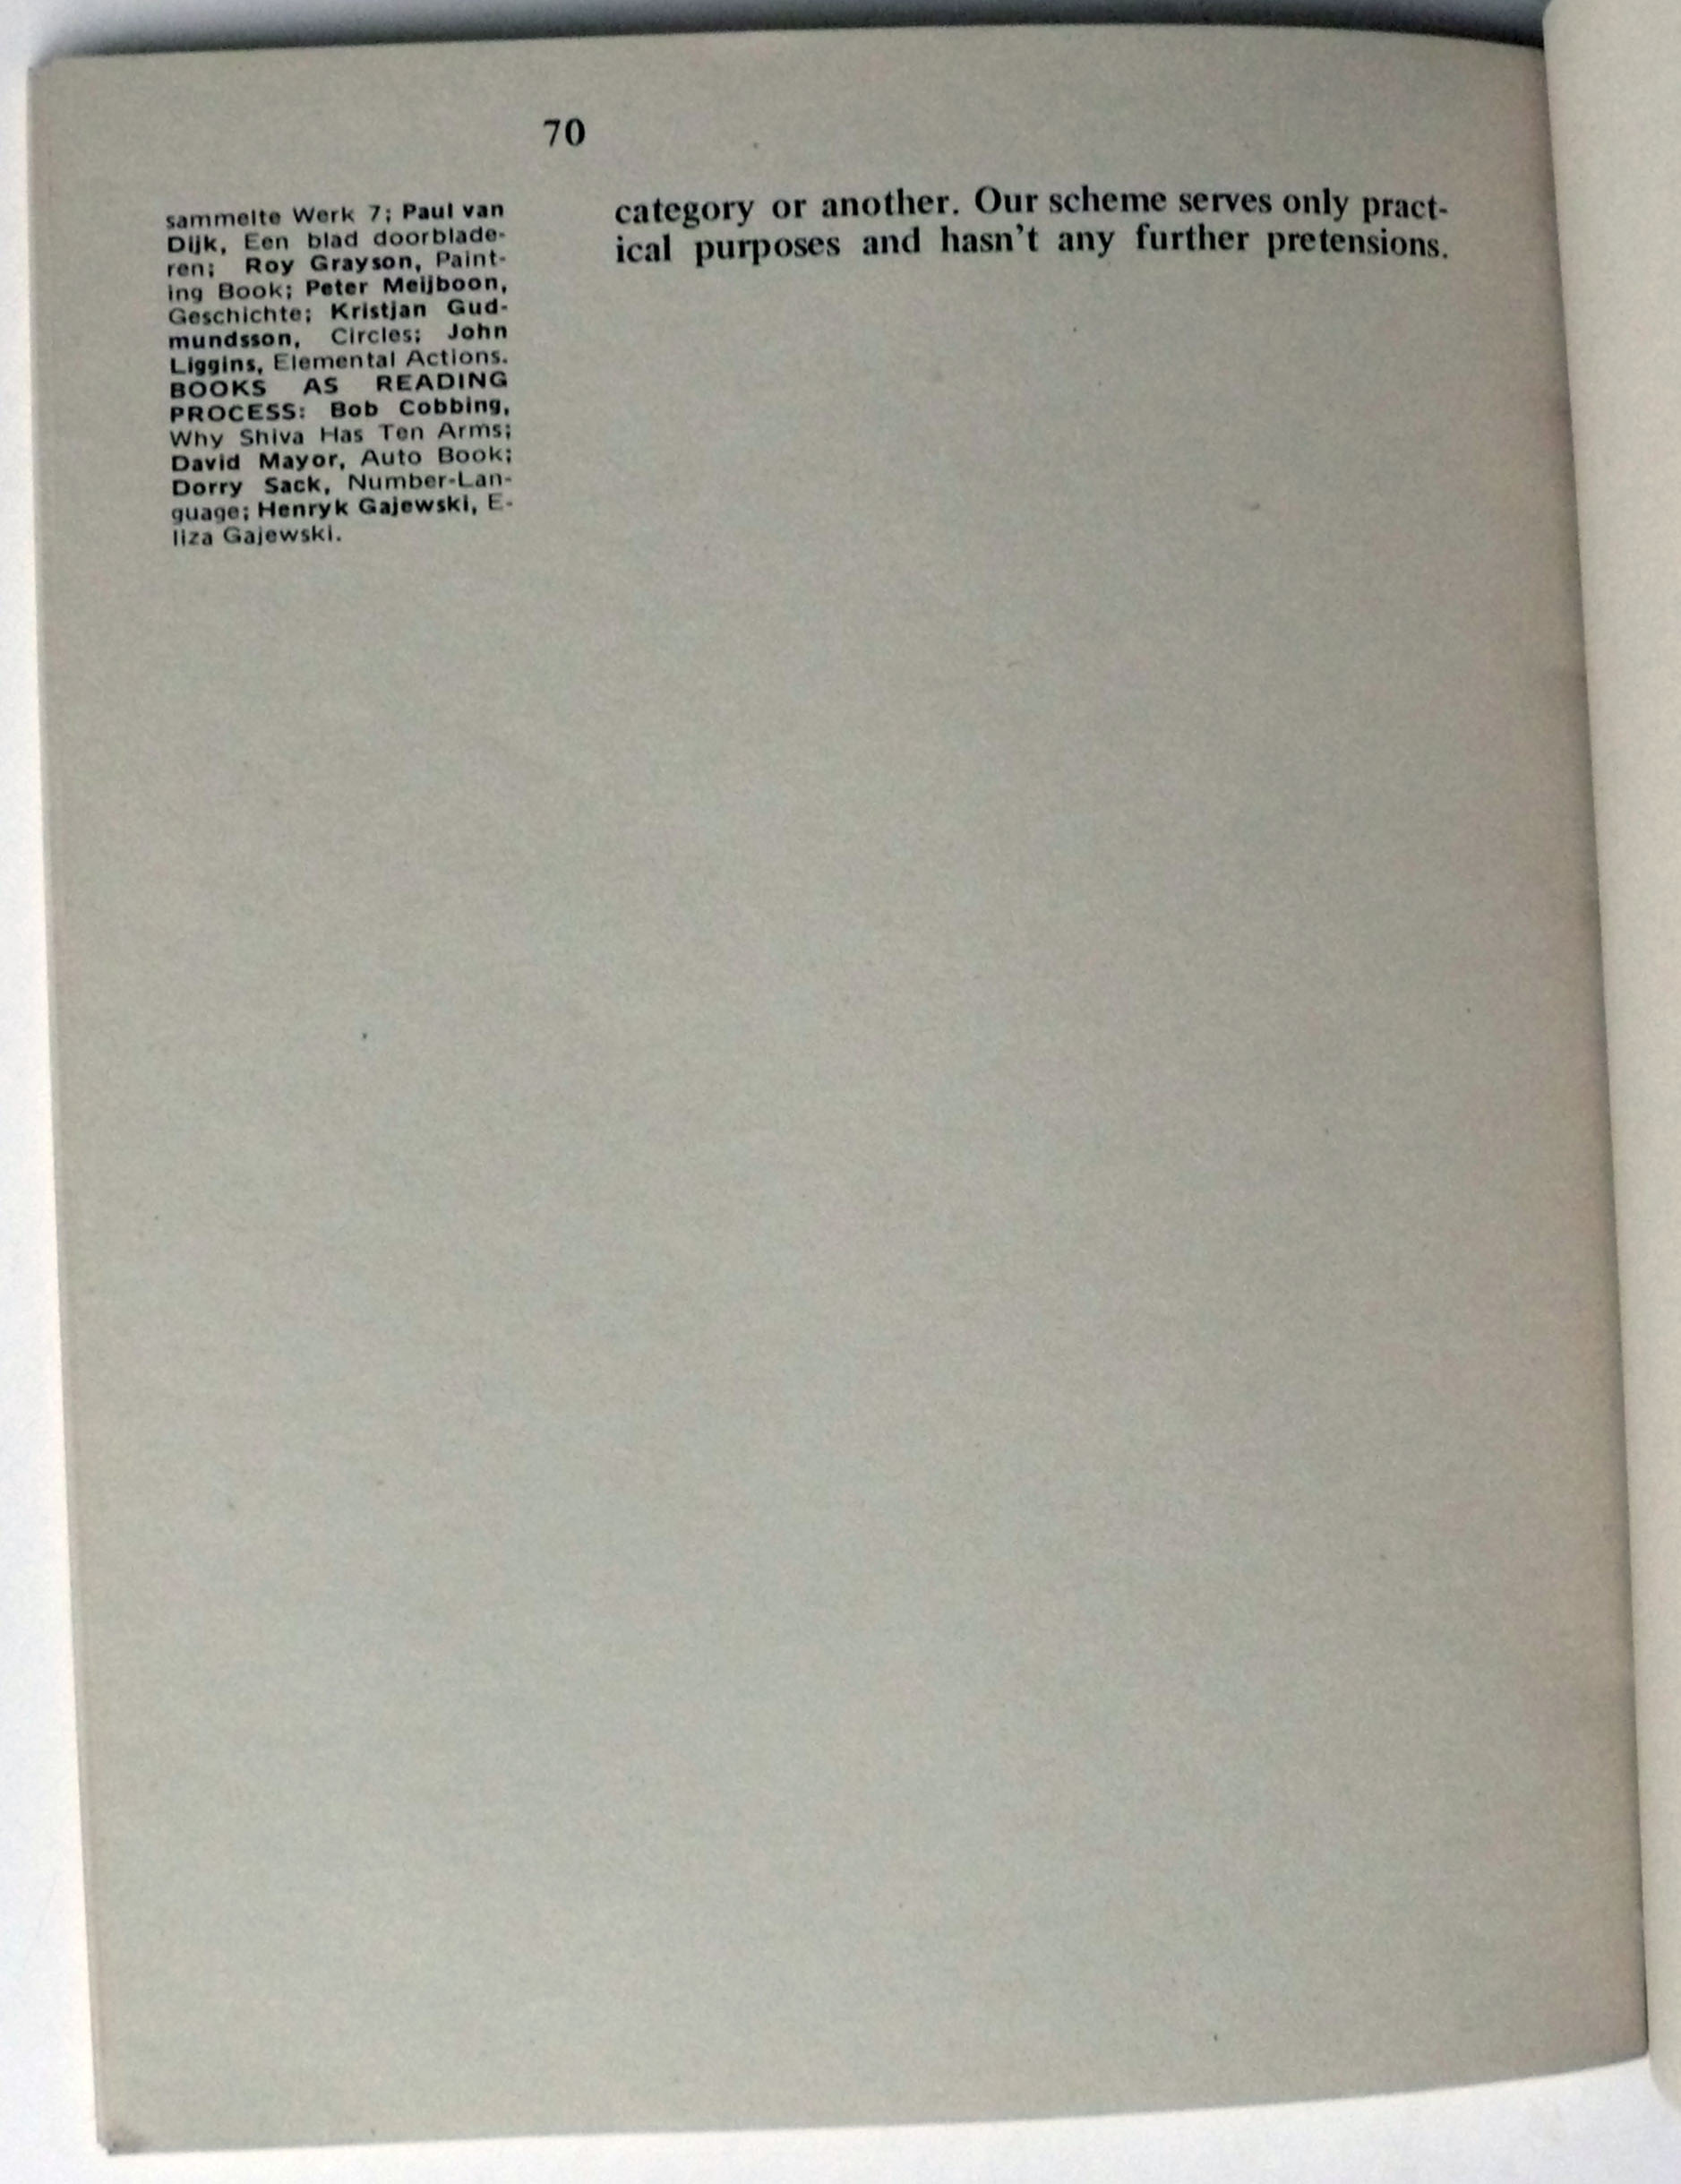 70
sammelte Werk 7; Paul van
Dijk, Een blad doorblade-
ren; Roy Grayson, Paint-
ing Book; Peter Meijboon,
Geschichte; Kristjan Gud-
mundsson, Circles; John
Liggins, Elemental Actions.
BOOKS AS READING
PROCESS: Bob Cobbing,
Why Shiva Has Ten Arms;
David Mayor, Auto Book;
Dorry Sack, Number-Lan-
guage; Henryk Gajewski, E-
liza Gajewski.
category or another. Our scheme serves only pract-
ical purposes and hasn't any further pretensions.